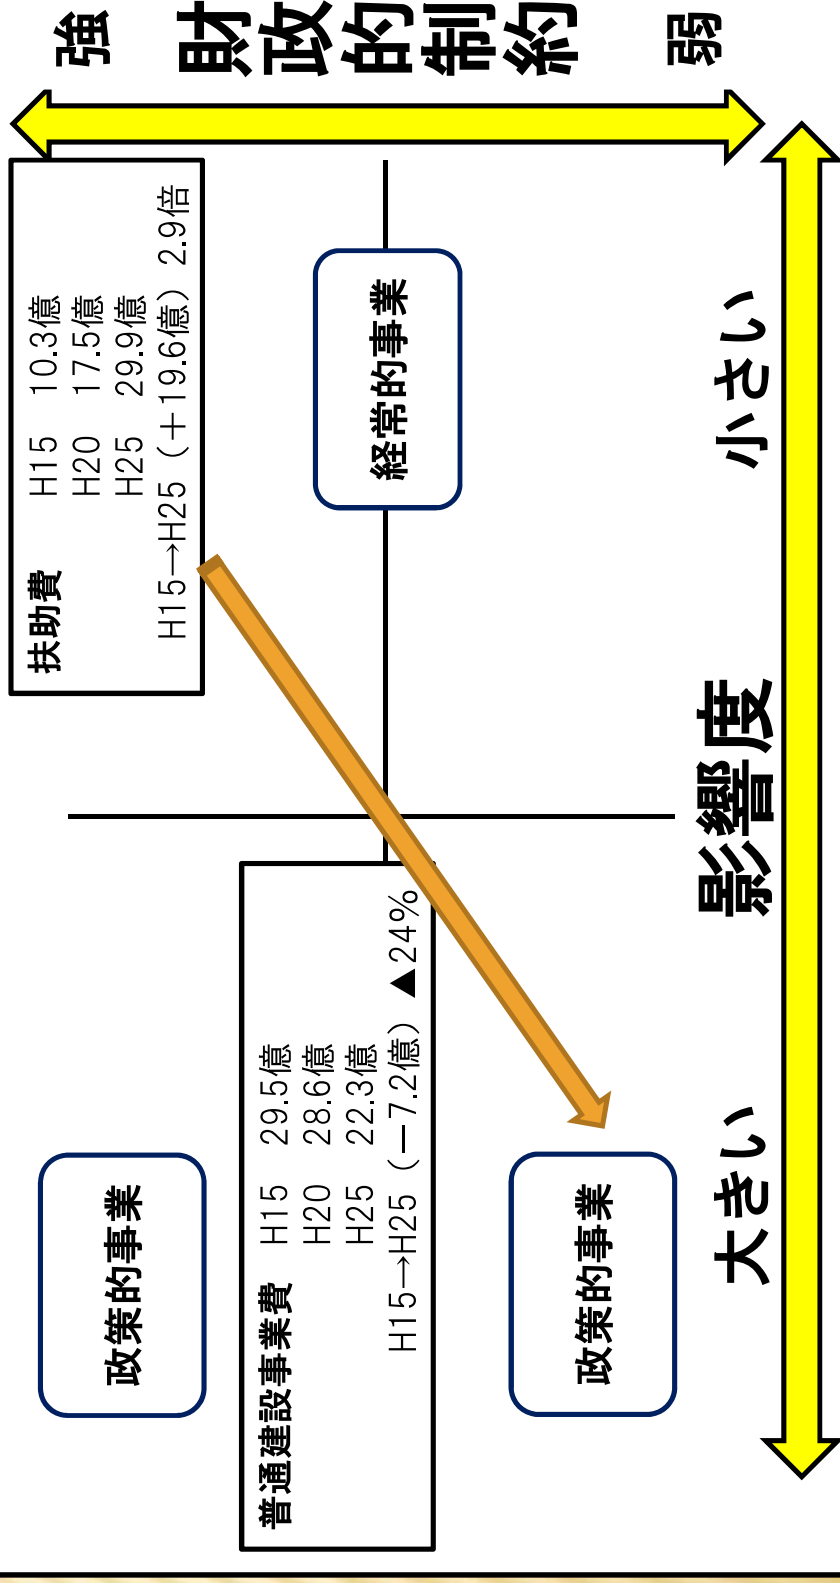 政策的事業
普通建設事業費
H15 29.5億
H20 28.6億
H25 22.3億
H15→H25（－7.2億）▲24%
政策的事業
扶助費
H15 10.3億
H20 17.5億
H25 29.9億
H15→H25（＋19.6億）2.9倍
経常的事業
強
財政的制約
弱
大きい
影響度
小さい